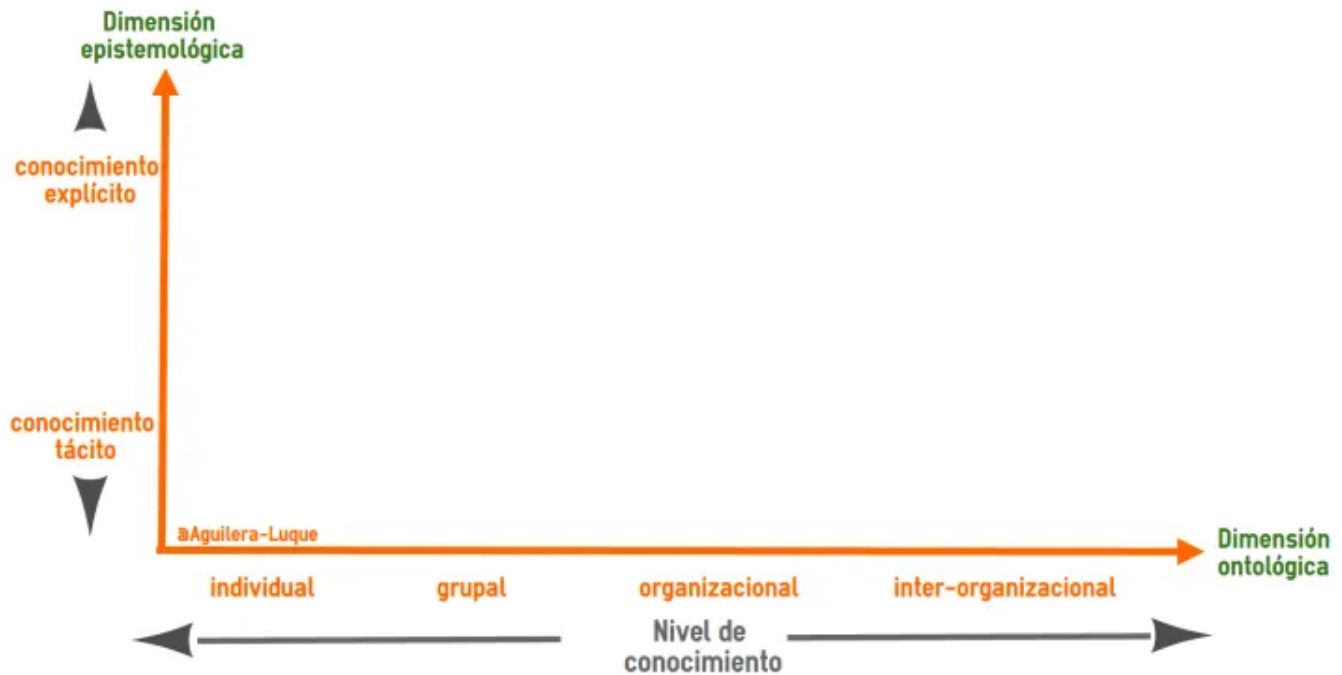 Dimensión
epistemológica
conocimiento
explícito
conocimiento
tácito
@Aguilera-Luque
Dimensión
ontológica
individual grupal organizacional inter-organizacional
Nivel de
conocimiento